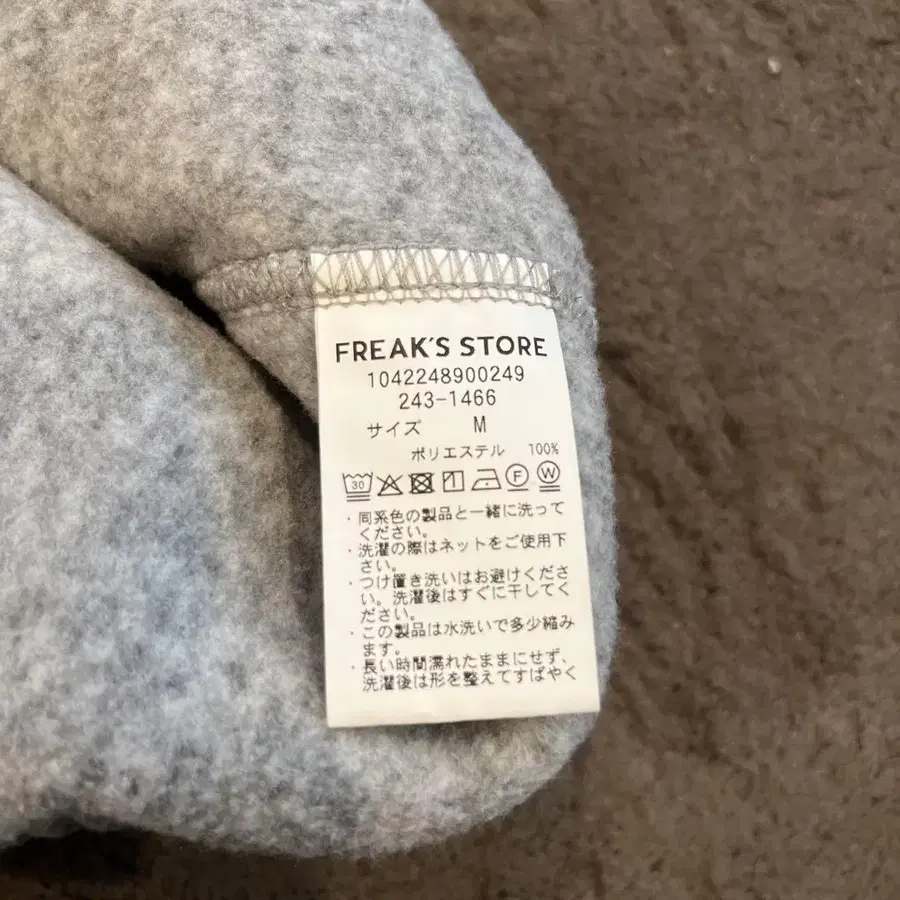 FREAK'S STORE
1042248900249
243-1466
サイズ M
ポリエステル 100%
30 F W
・同系色の製品と一緒に洗って
ください。
・洗濯の際はネットをご使用下
さい。
・つけ置き洗いはお避けくださ
い。洗濯後はすぐに干してく
ださい。
・この製品は水洗いで多少縮み
ます。
・長い時間濡れたままにせず、
洗濯後は形を整えてすばやく